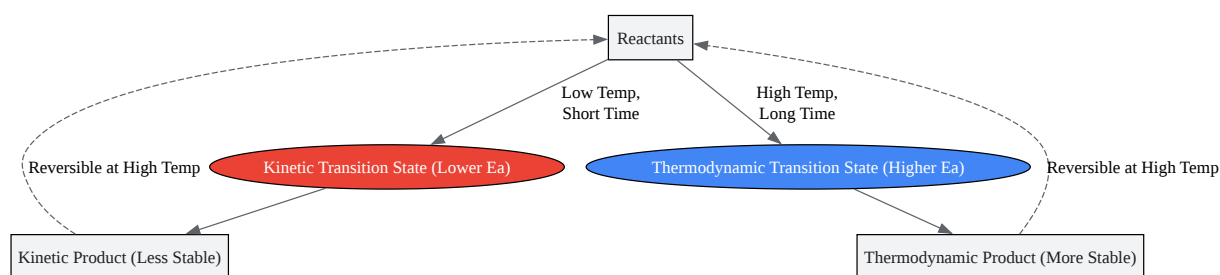 Reactants
Low Temp,
Short Time
High Temp,
Long Time
Reversible at High Temp
Kinetic Transition State (Lower Ea)
Thermodynamic Transition State (Higher Ea)
Reversible at High Temp
Kinetic Product (Less Stable)
Thermodynamic Product (More Stable)